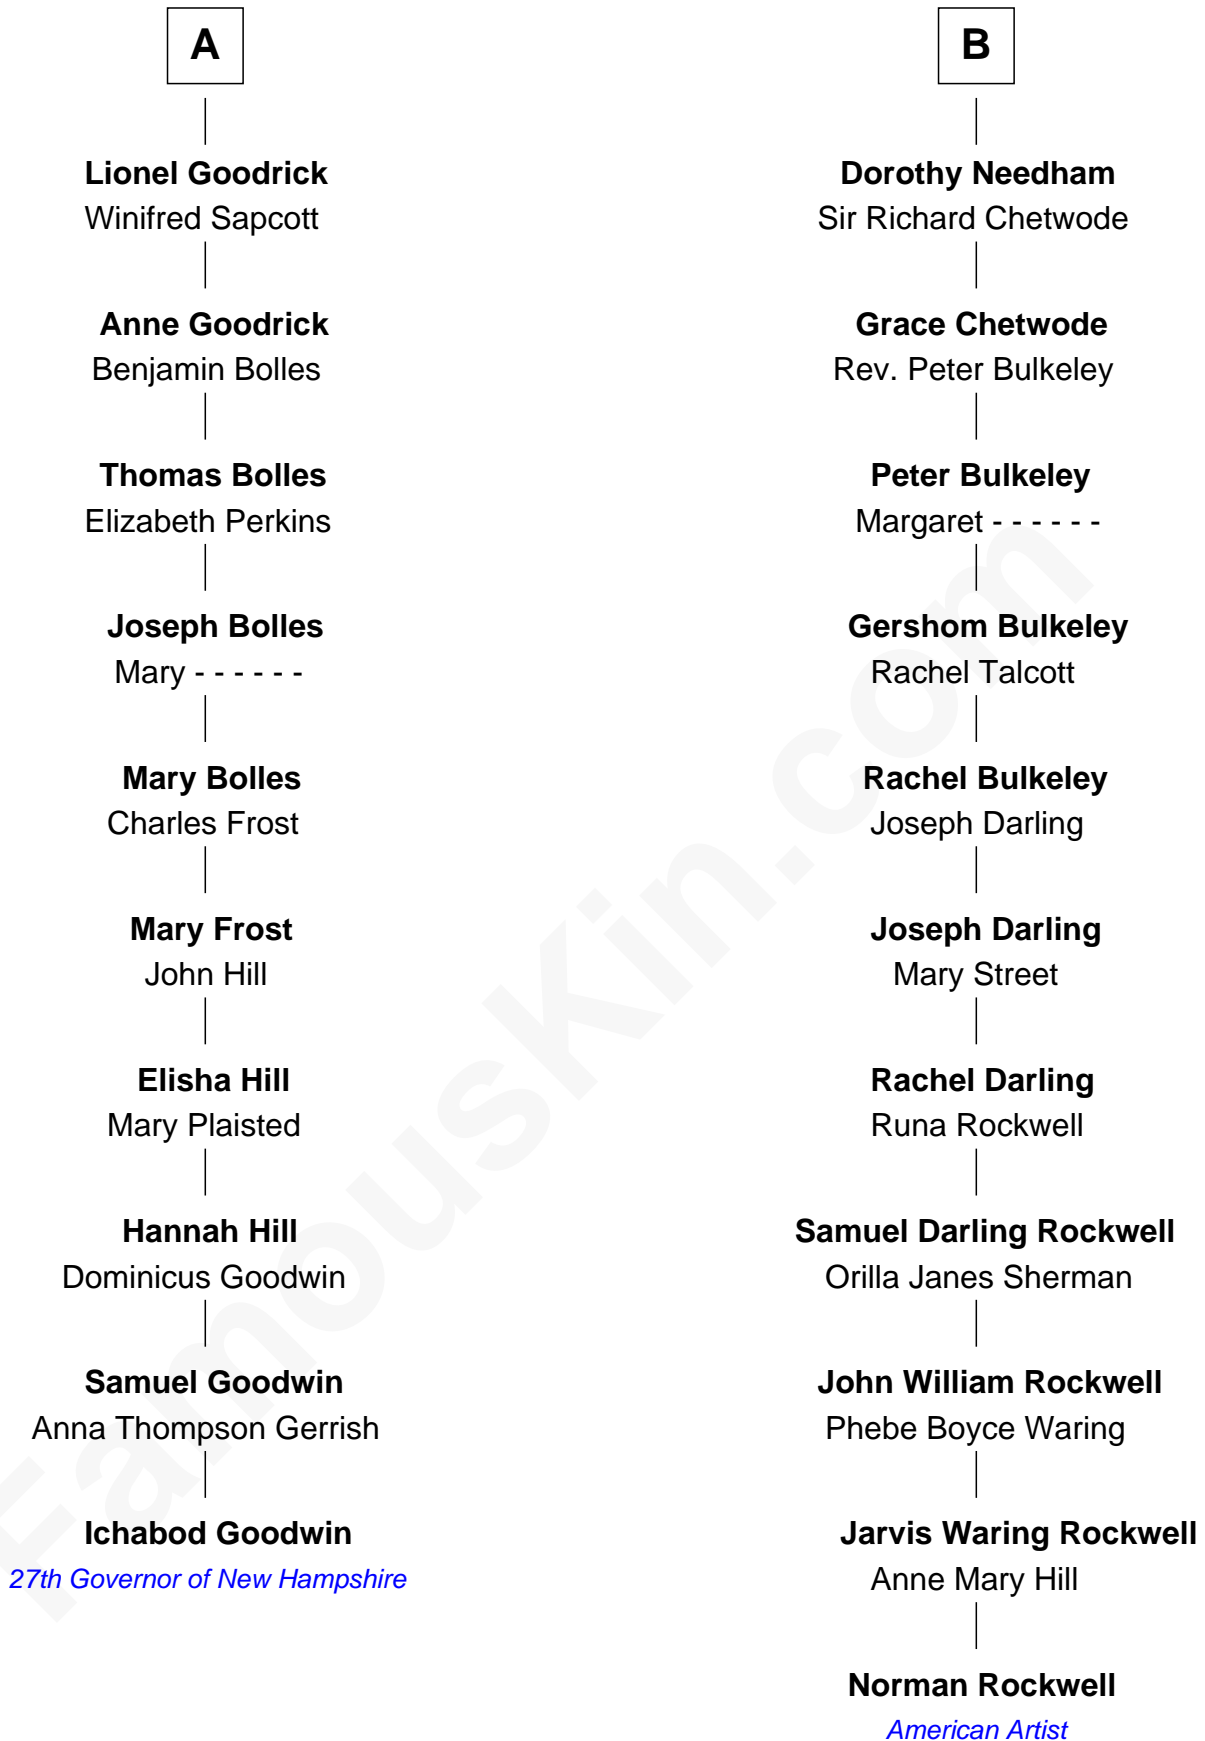 A
Lionel Goodrick
Winifred Sapcott
Anne Goodrick
Benjamin Bolles
Thomas Bolles
Elizabeth Perkins
Joseph Bolles
Mary - - - - - -
Mary Bolles
Charles Frost
Mary Frost
John Hill
Elisha Hill
Mary Plaisted
Hannah Hill
Dominicus Goodwin
Samuel Goodwin
Anna Thompson Gerrish
Ichabod Goodwin
27th Governor of New Hampshire
B
Dorothy Needham
Sir Richard Chetwode
Grace Chetwode
Rev. Peter Bulkeley
Peter Bulkeley
Margaret - - - - - -
Gershom Bulkeley
Rachel Talcott
Rachel Bulkeley
Joseph Darling
Joseph Darling
Mary Street
Rachel Darling
Runa Rockwell
Samuel Darling Rockwell
Orilla Janes Sherman
John William Rockwell
Phebe Boyce Waring
Jarvis Waring Rockwell
Anne Mary Hill
Norman Rockwell
American Artist
FamousKin.com